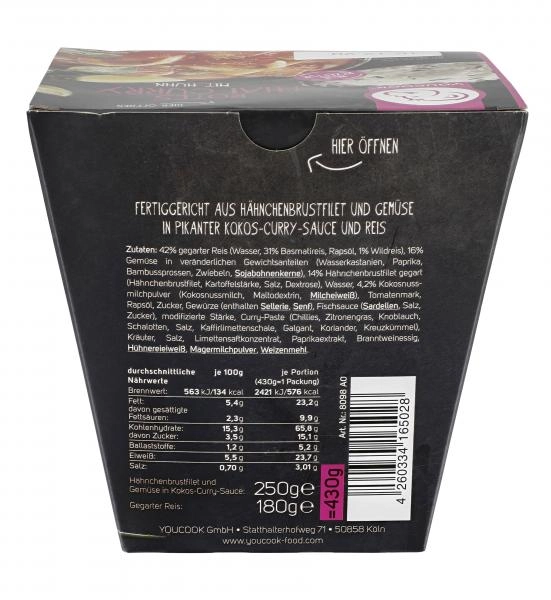 THAI CURRY
MIT HUHN
HIER ÖFFNEN
HIER ÖFFNEN
FERTIGGERICHT AUS HÄHNCHENBRUSTFILET UND GEMÜSE
IN PIKANTER KOKOS-CURRY-SAUCE UND REIS
Zutaten: 42% gegarter Reis (Wasser, 31% Basmatireis, Rapsöl, 1% Wildreis), 16%
Gemüse in veränderlichen Gewichtsanteilen (Wasserkastanien, Paprika,
Bambussprossen, Zwiebeln, Sojabohnenkerne), 14% Hähnchenbrustfilet gegart
(Hähnchenbrustfilet, Kartoffelstärke, Salz, Dextrose), Wasser, 4,2% Kokosnuss-
milchpulver (Kokosnussmilch, Maltodextrin, Milcheiweiß), Tomatenmark,
Rapsöl, Zucker, Gewürze (enthalten Sellerie, Senf), Fischsauce (Sardellen, Salz,
Zucker), modifizierte Stärke, Curry-Paste (Chillies, Zitronengras, Knoblauch,
Schalotten, Salz, Kaffirlimettenschale, Galgant, Koriander, Kreuzkümmel),
Kräuter, Salz, Limettensaftkonzentrat, Paprikaextrakt, Branntweinessig,
Hühnereieiweiß, Magermilchpulver, Weizenmehl.
durchschnittliche je 100g je Portion
Nährwerte (430g=1 Packung)
Brennwert: 563 kJ/134 kcal 2421 kJ/576 kcal
Fett: 5,4g 23,2g
davon gesättigte
Fettsäuren: 2,3g 9,9g
Kohlenhydrate: 15,3g 65,8g
davon Zucker: 3,5g 15,1g
Ballaststoffe: 1,2g 5,2g
Eiweiß: 5,5g 23,7g
Salz: 0,70g 3,01g
Hähnchenbrustfilet und
Gemüse in Kokos-Curry-Sauce: 250g e
Gegarter Reis: 180g e
=430g
Art. Nr.: 8098 A0
4 260334 165028
YOUCOOK GmbH • Statthalterhofweg 71 • 50858 Köln
www.youcook-food.com